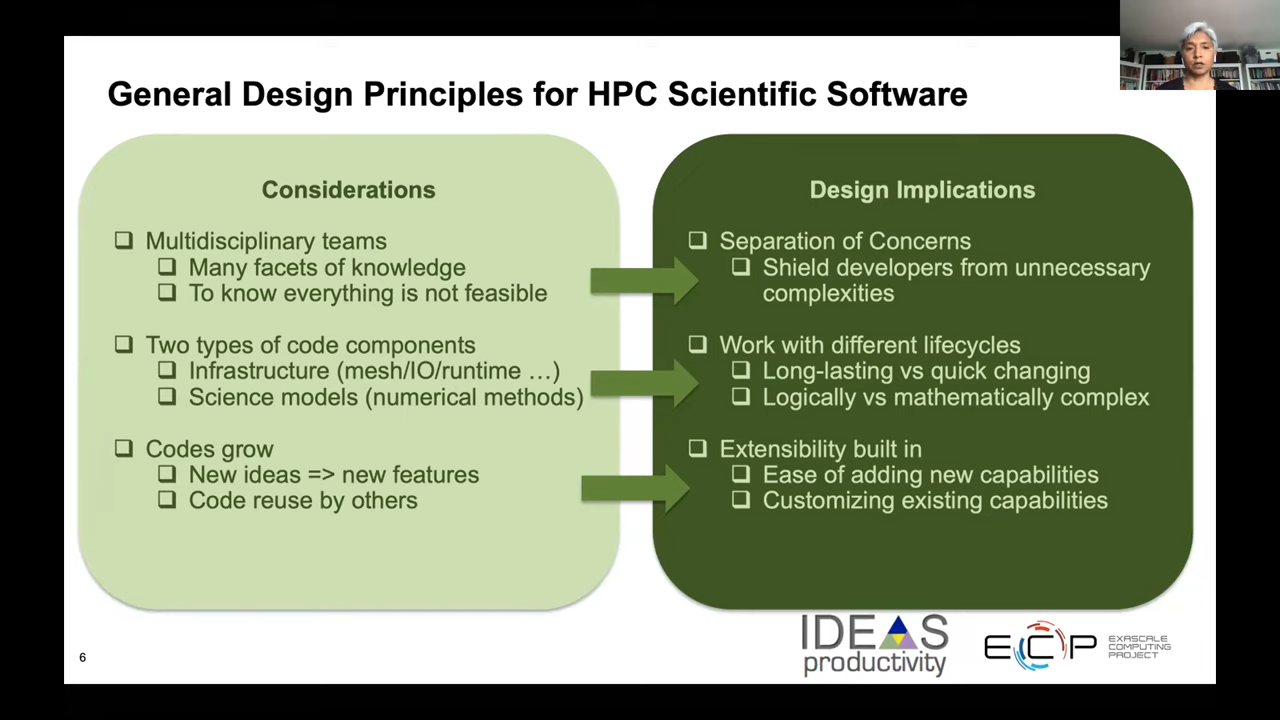 General Design Principles for HPC Scientific Software
Considerations
Multidisciplinary teams
Many facets of knowledge
To know everything is not feasible
Two types of code components
Infrastructure (mesh/IO/runtime …)
Science models (numerical methods)
Codes grow
New ideas => new features
Code reuse by others
Design Implications
Separation of Concerns
Shield developers from unnecessary
complexities
Work with different lifecycles
Long-lasting vs quick changing
Logically vs mathematically complex
Extensibility built in
Ease of adding new capabilities
Customizing existing capabilities
6
IDEAS
productivity
ECP
EXASCALE
COMPUTING
PROJECT